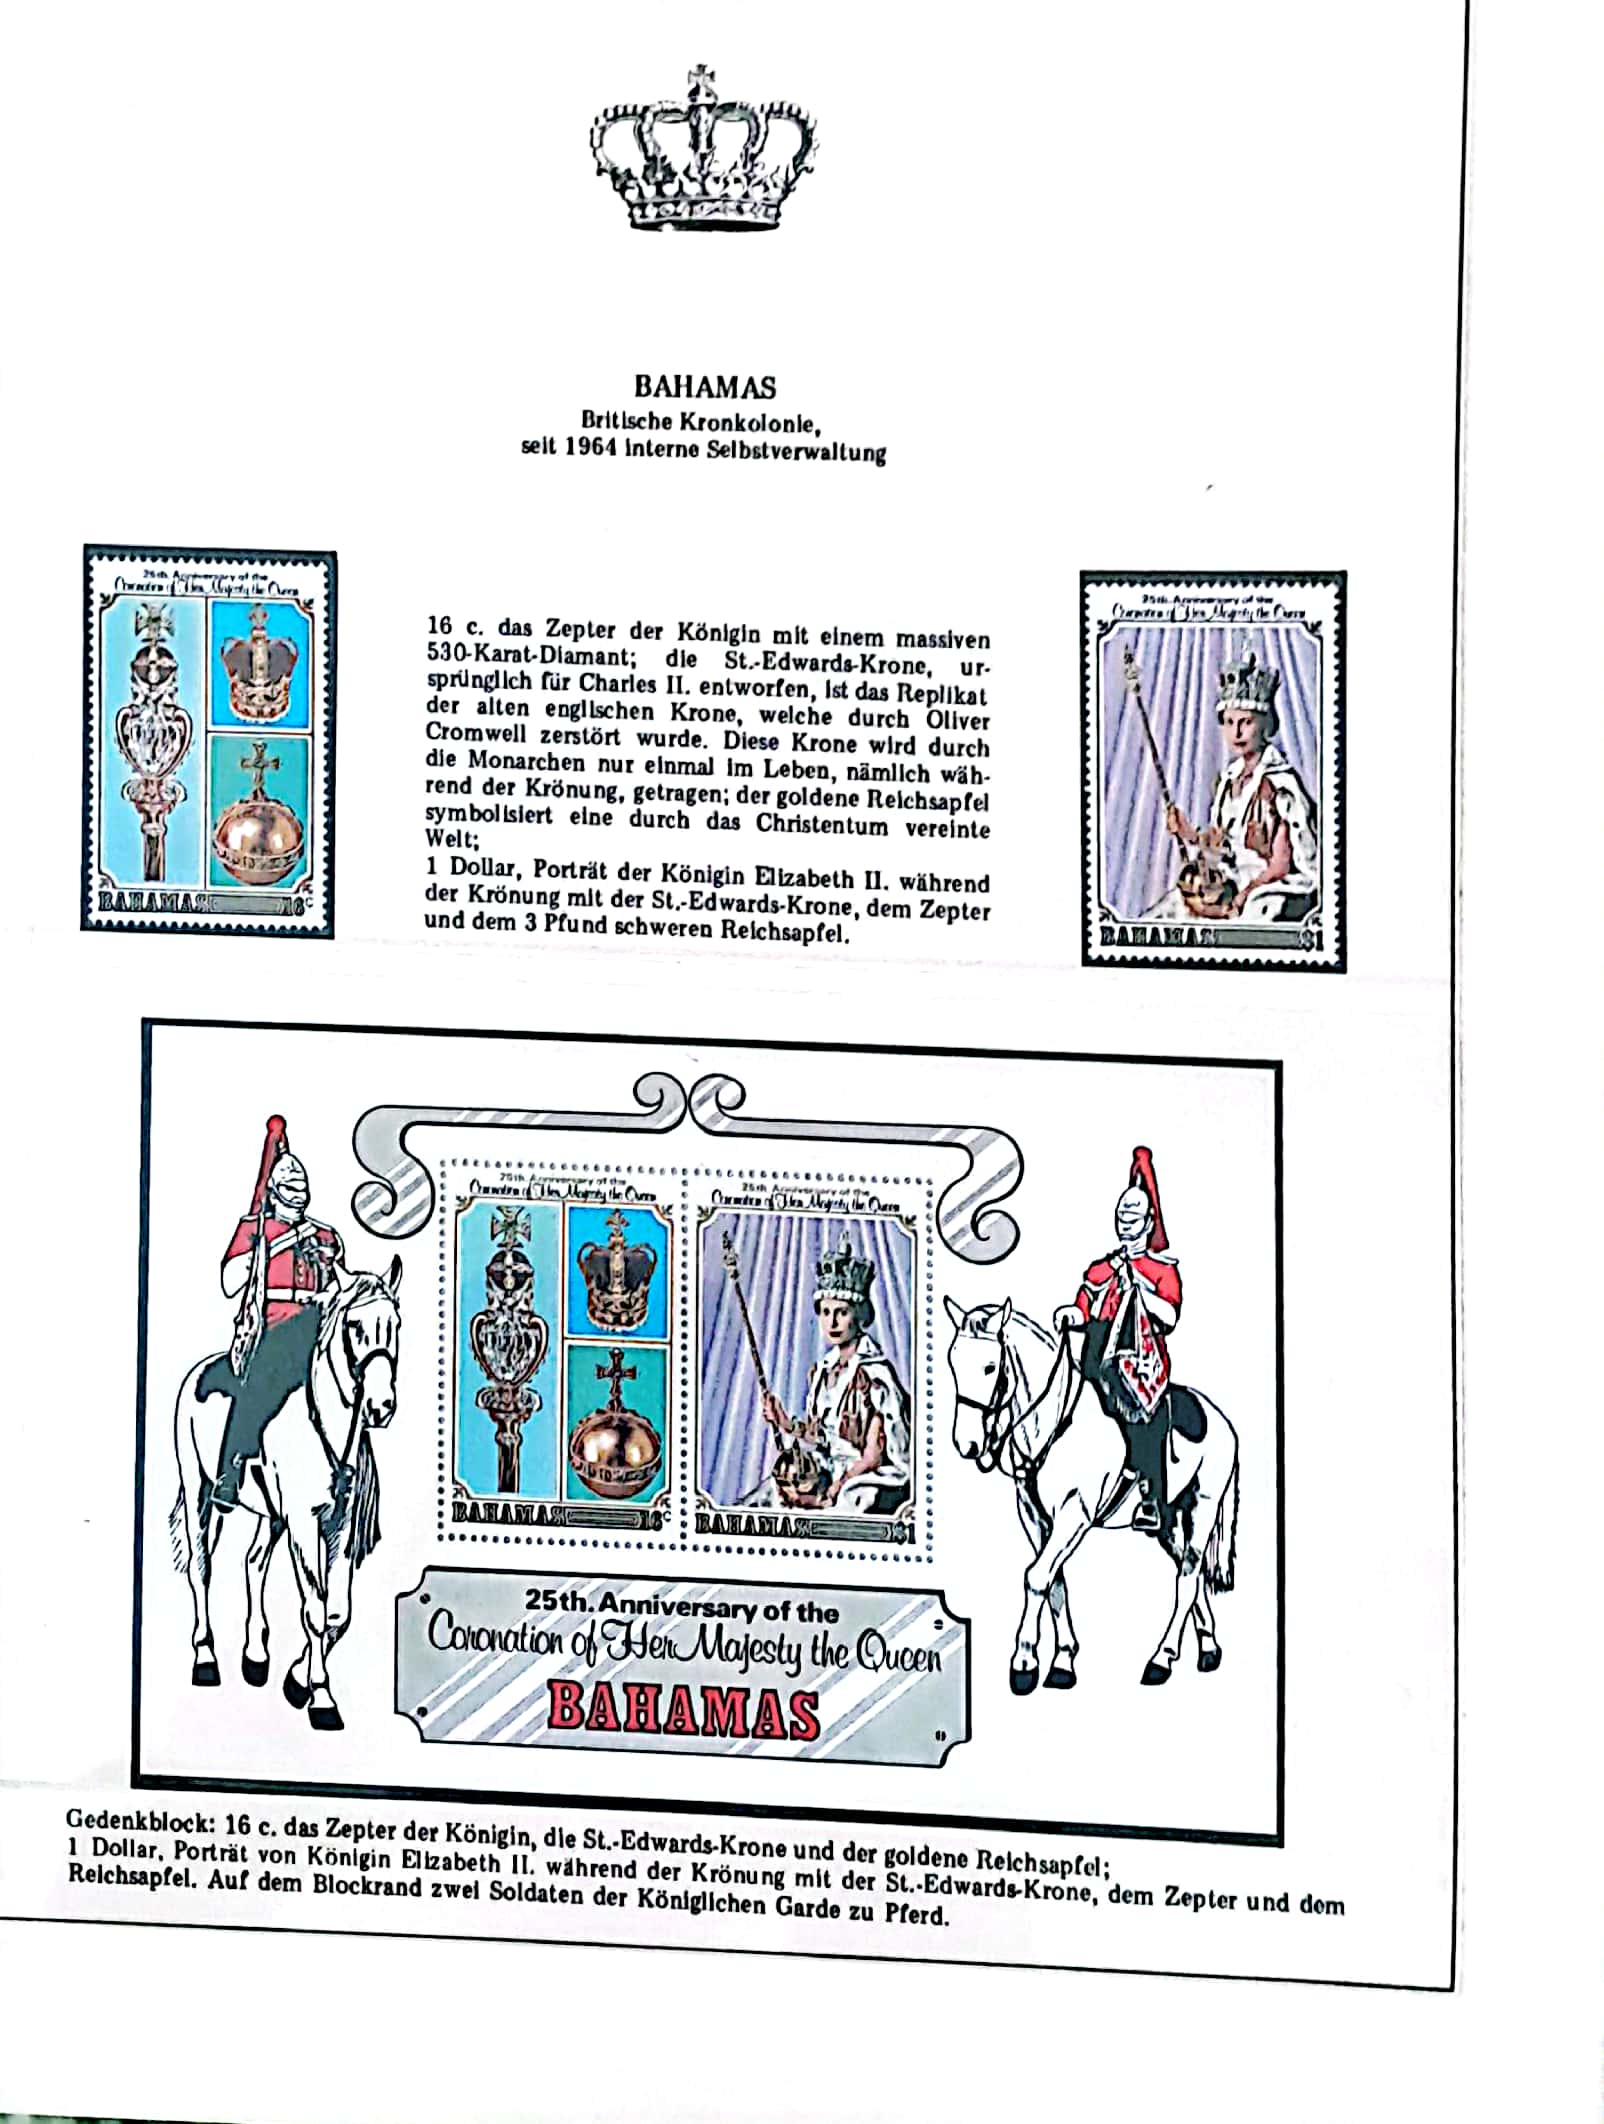 BAHAMAS
Britische Kronkolonie,
seit 1964 interne Selbstverwaltung
25th. Anniversary of the
Coronation of Her Majesty the Queen
BAHAMAS 16c
16 c. das Zepter der Königin mit einem massiven
530-Karat-Diamant; die St.-Edwards-Krone, ur-
sprünglich für Charles II. entworfen, ist das Replikat
der alten englischen Krone, welche durch Oliver
Cromwell zerstört wurde. Diese Krone wird durch
die Monarchen nur einmal im Leben, nämlich wäh-
rend der Krönung, getragen; der goldene Reichsapfel
symbolisiert eine durch das Christentum vereinte
Welt;
1 Dollar, Porträt der Königin Elizabeth II. während
der Krönung mit der St.-Edwards-Krone, dem Zepter
und dem 3 Pfund schweren Reichsapfel.
25th. Anniversary of the
Coronation of Her Majesty the Queen
BAHAMAS $1
25th. Anniversary of the
Coronation of Her Majesty the Queen
BAHAMAS 16c
25th. Anniversary of the
Coronation of Her Majesty the Queen
BAHAMAS $1
25th. Anniversary of the
Coronation of Her Majesty the Queen
BAHAMAS
Gedenkblock: 16 c. das Zepter der Königin, die St.-Edwards-Krone und der goldene Reichsapfel;
1 Dollar, Porträt von Königin Elizabeth II. während der Krönung mit der St.-Edwards-Krone, dem Zepter und dem
Reichsapfel. Auf dem Blockrand zwei Soldaten der Königlichen Garde zu Pferd.